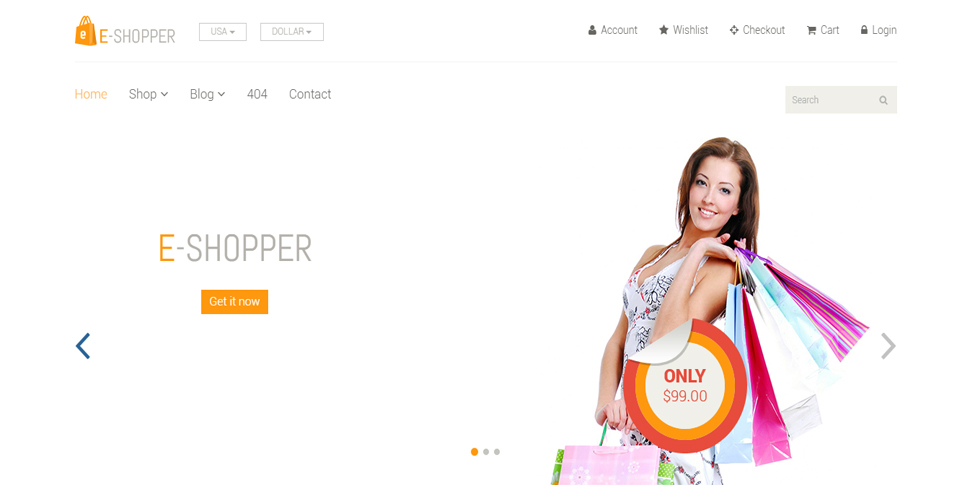 E-SHOPPER
USA
DOLLAR
Account
Wishlist
Checkout
Cart
Login
Home
Shop
Blog
404
Contact
Search
E-SHOPPER
Get it now
ONLY
$99.00